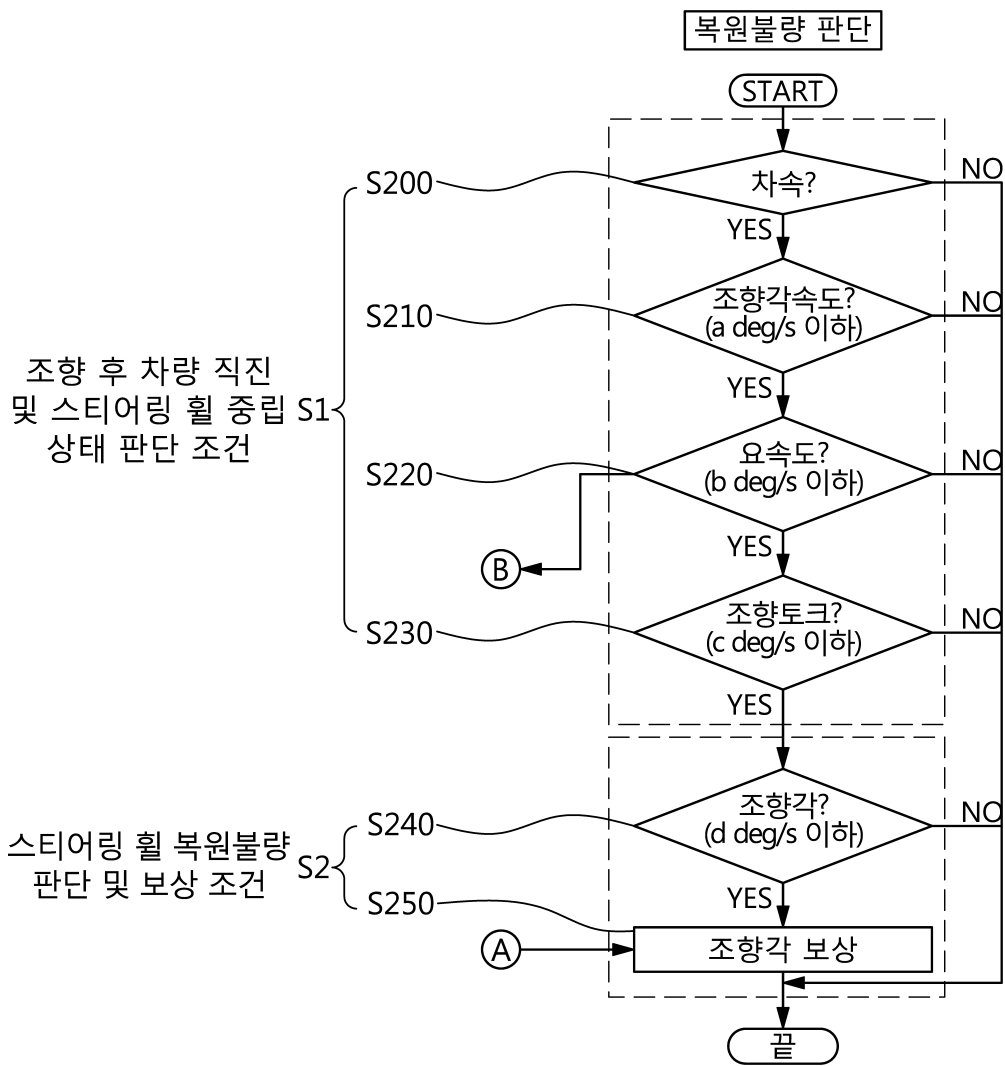 복원불량 판단
START
S200
차속?
NO
YES
S210
조향각속도?
(a deg/s 이하)
NO
YES
조향 후 차량 직진
및 스티어링 휠 중립 S1
상태 판단 조건
S220
요속도?
(b deg/s 이하)
NO
B
YES
S230
조향토크?
(c deg/s 이하)
NO
YES
S240
조향각?
(d deg/s 이하)
NO
스티어링 휠 복원불량
판단 및 보상 조건
S2
YES
S250
A
조향각 보상
끝